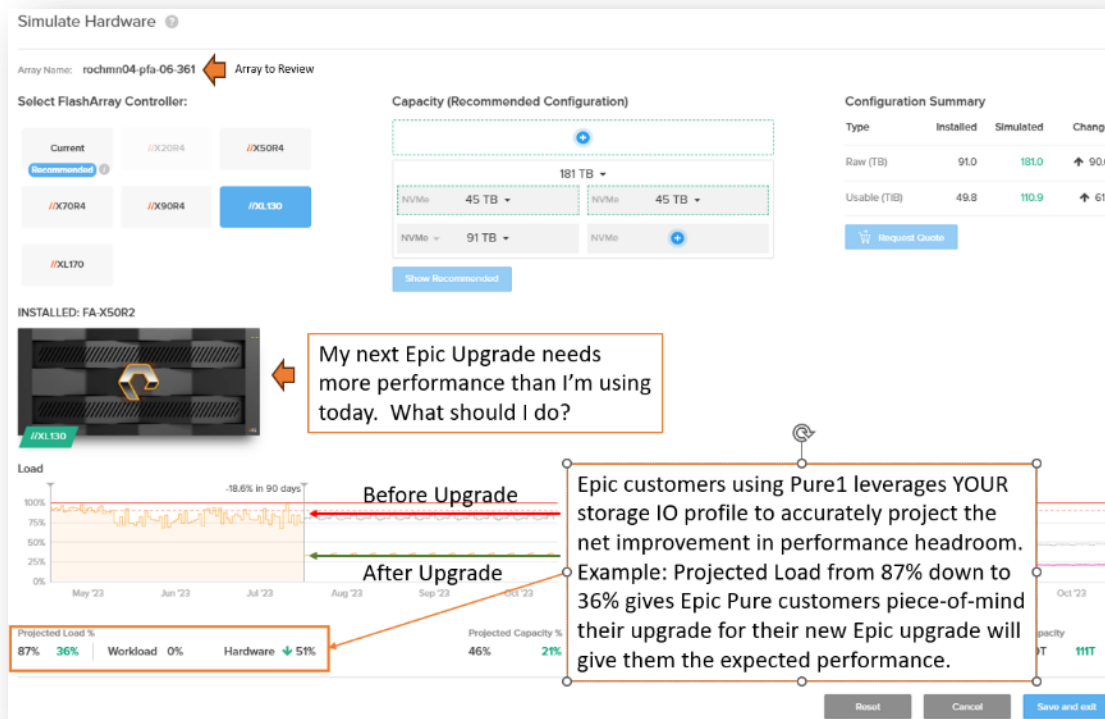 Simulate Hardware ?
Array Name: rochmn04-pfa-06-361
Array to Review
Select FlashArray Controller:
Current
Recommended i
//X20R4
//X50R4
//X70R4
//X90R4
//XL130
//XL170
Capacity (Recommended Configuration)
181 TB
NVMe 45 TB
NVMe 45 TB
NVMe 91 TB
NVMe
Show Recommended
Configuration Summary
Type Installed Simulated Chang
Raw (TB) 91.0 181.0 90.
Usable (TiB) 49.8 110.9 61
Request Quote
INSTALLED: FA-X50R2
//XL130
My next Epic Upgrade needs
more performance than I'm using
today. What should I do?
Load
-18.6% in 90 days
100%
75%
50%
25%
0%
May '23 Jun '23 Jul '23 Aug '23 Sep '23 Oct '23
Before Upgrade
After Upgrade
Epic customers using Pure1 leverages YOUR
storage IO profile to accurately project the
net improvement in performance headroom.
Example: Projected Load from 87% down to
36% gives Epic Pure customers piece-of-mind
their upgrade for their new Epic upgrade will
give them the expected performance.
Oct '23
Projected Load %
87% 36% Workload 0% Hardware 51%
Projected Capacity %
46% 21%
pacity
T 111T
Reset Cancel Save and exit